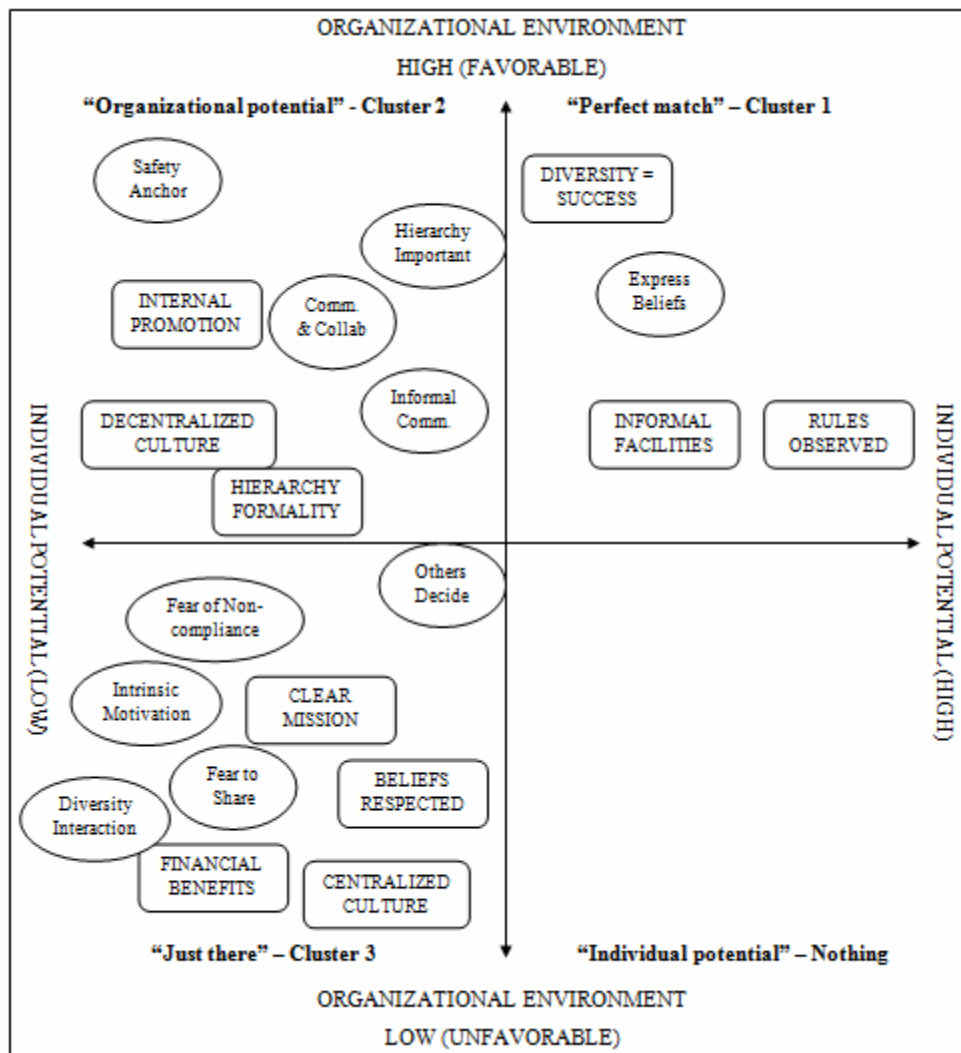 ORGANIZATIONAL ENVIRONMENT
HIGH (FAVORABLE)
“Organizational potential” - Cluster 2
“Perfect match” – Cluster 1
Safety
Anchor
DIVERSITY =
SUCCESS
Hierarchy
Important
Express
Beliefs
INTERNAL
PROMOTION
Comm.
& Collab
Informal
Comm.
DECENTRALIZED
CULTURE
INFORMAL
FACILITIES
RULES
OBSERVED
HIERARCHY
FORMALITY
INDIVIDUAL POTENTIAL (LOW)
INDIVIDUAL POTENTIAL (HIGH)
Others
Decide
Fear of Non-
compliance
Intrinsic
Motivation
CLEAR
MISSION
Fear to
Share
BELIEFS
RESPECTED
Diversity
Interaction
FINANCIAL
BENEFITS
CENTRALIZED
CULTURE
“Just there” – Cluster 3
“Individual potential” – Nothing
ORGANIZATIONAL ENVIRONMENT
LOW (UNFAVORABLE)